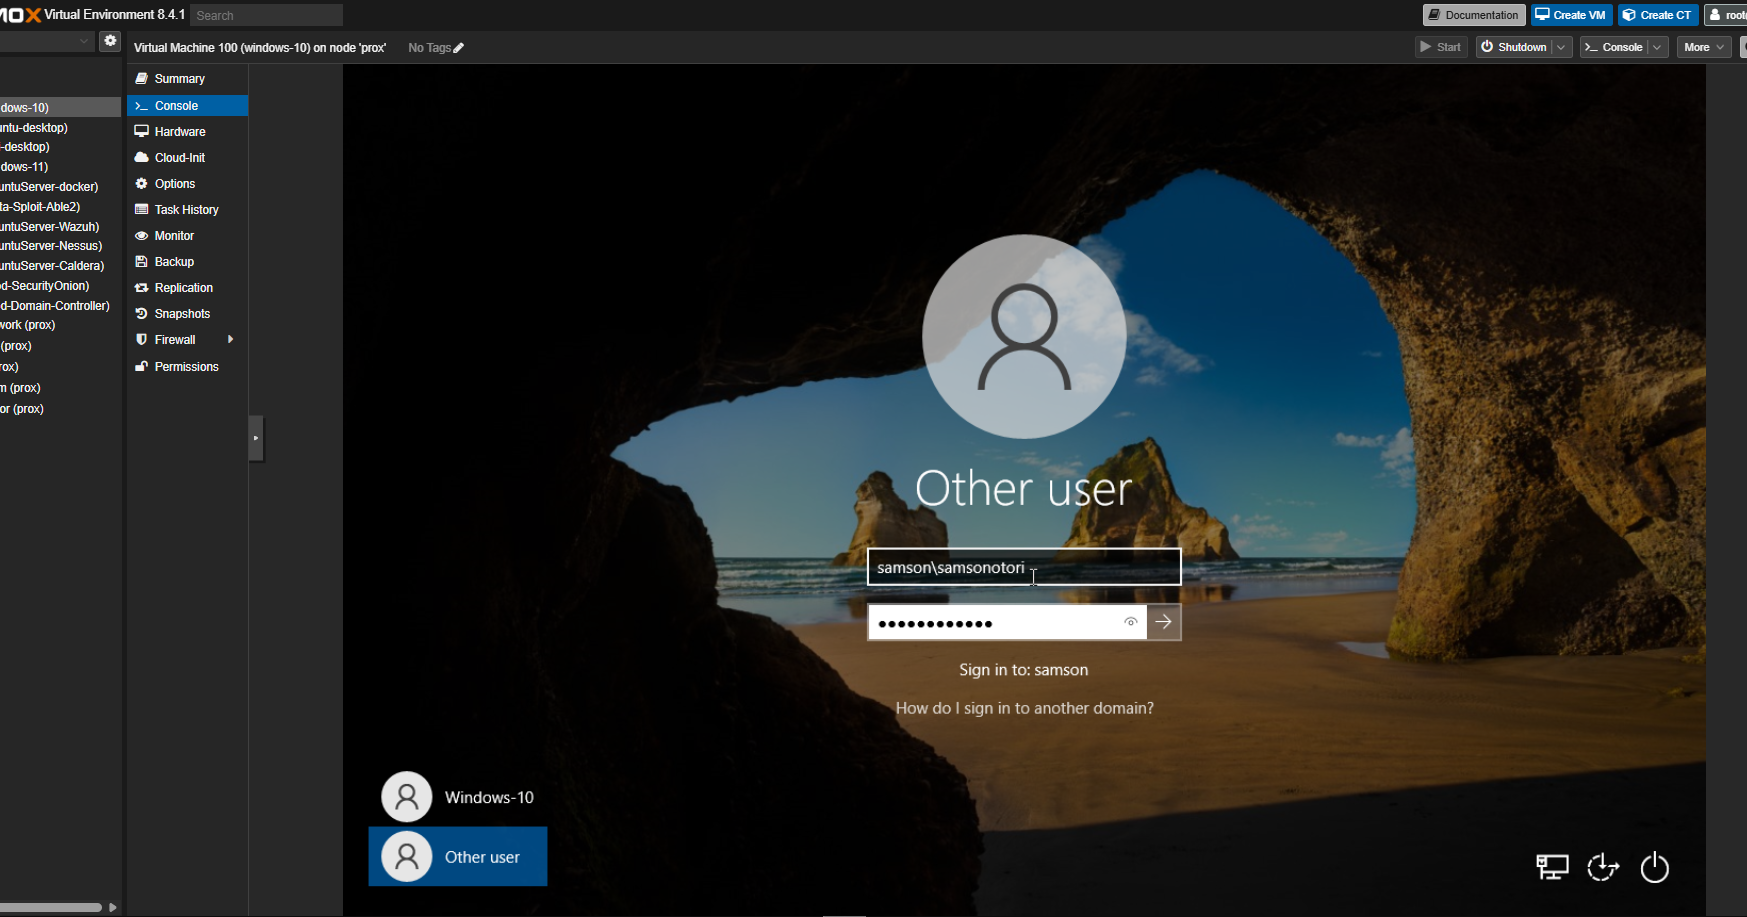 MOX Virtual Environment 8.4.1 Search Documentation Create VM Create CT root
Virtual Machine 100 (windows-10) on node 'prox' No Tags Start Shutdown Console More
Summary
Console
Hardware
Cloud-Init
Options
Task History
Monitor
Backup
Replication
Snapshots
Firewall
Permissions
dows-10)
untu-desktop)
-desktop)
dows-11)
untuServer-docker)
ta-Sploit-Able2)
untuServer-Wazuh)
untuServer-Nessus)
untuServer-Caldera)
d-SecurityOnion)
d-Domain-Controller)
work (prox)
(prox)
rox)
m (prox)
or (prox)
Other user
samson\samsonotori
Sign in to: samson
How do I sign in to another domain?
Windows-10
Other user